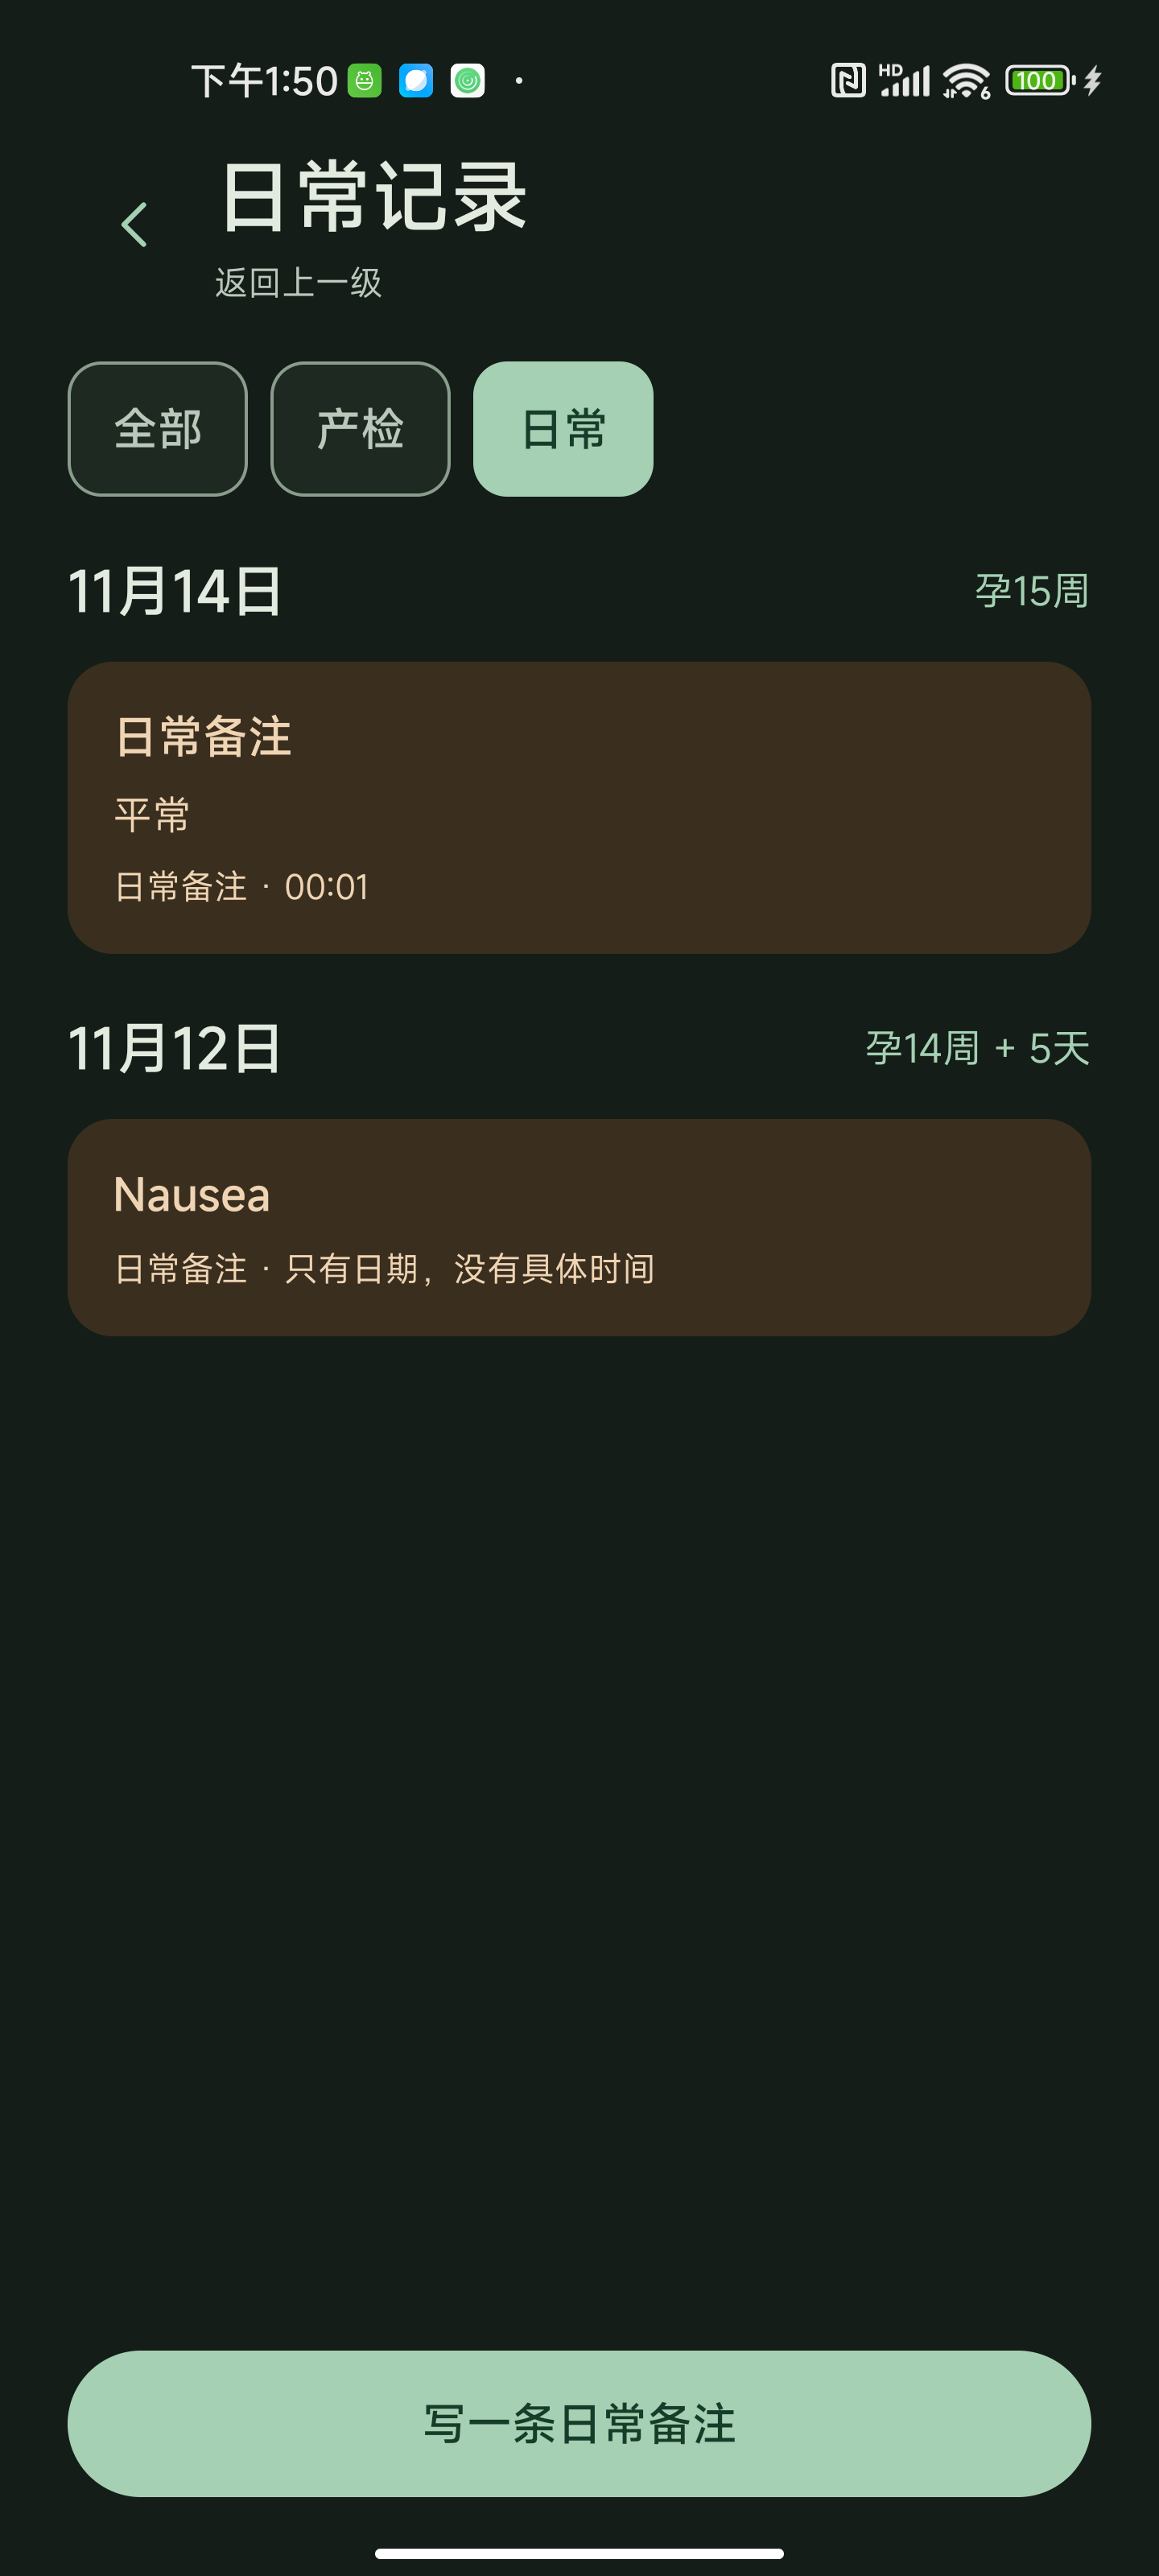 下午1:50
HD
6
100
日常记录
返回上一级
全部
产检
日常
11月14日
孕15周
日常备注
平常
日常备注 · 00:01
11月12日
孕14周 + 5天
Nausea
日常备注 · 只有日期，没有具体时间
写一条日常备注